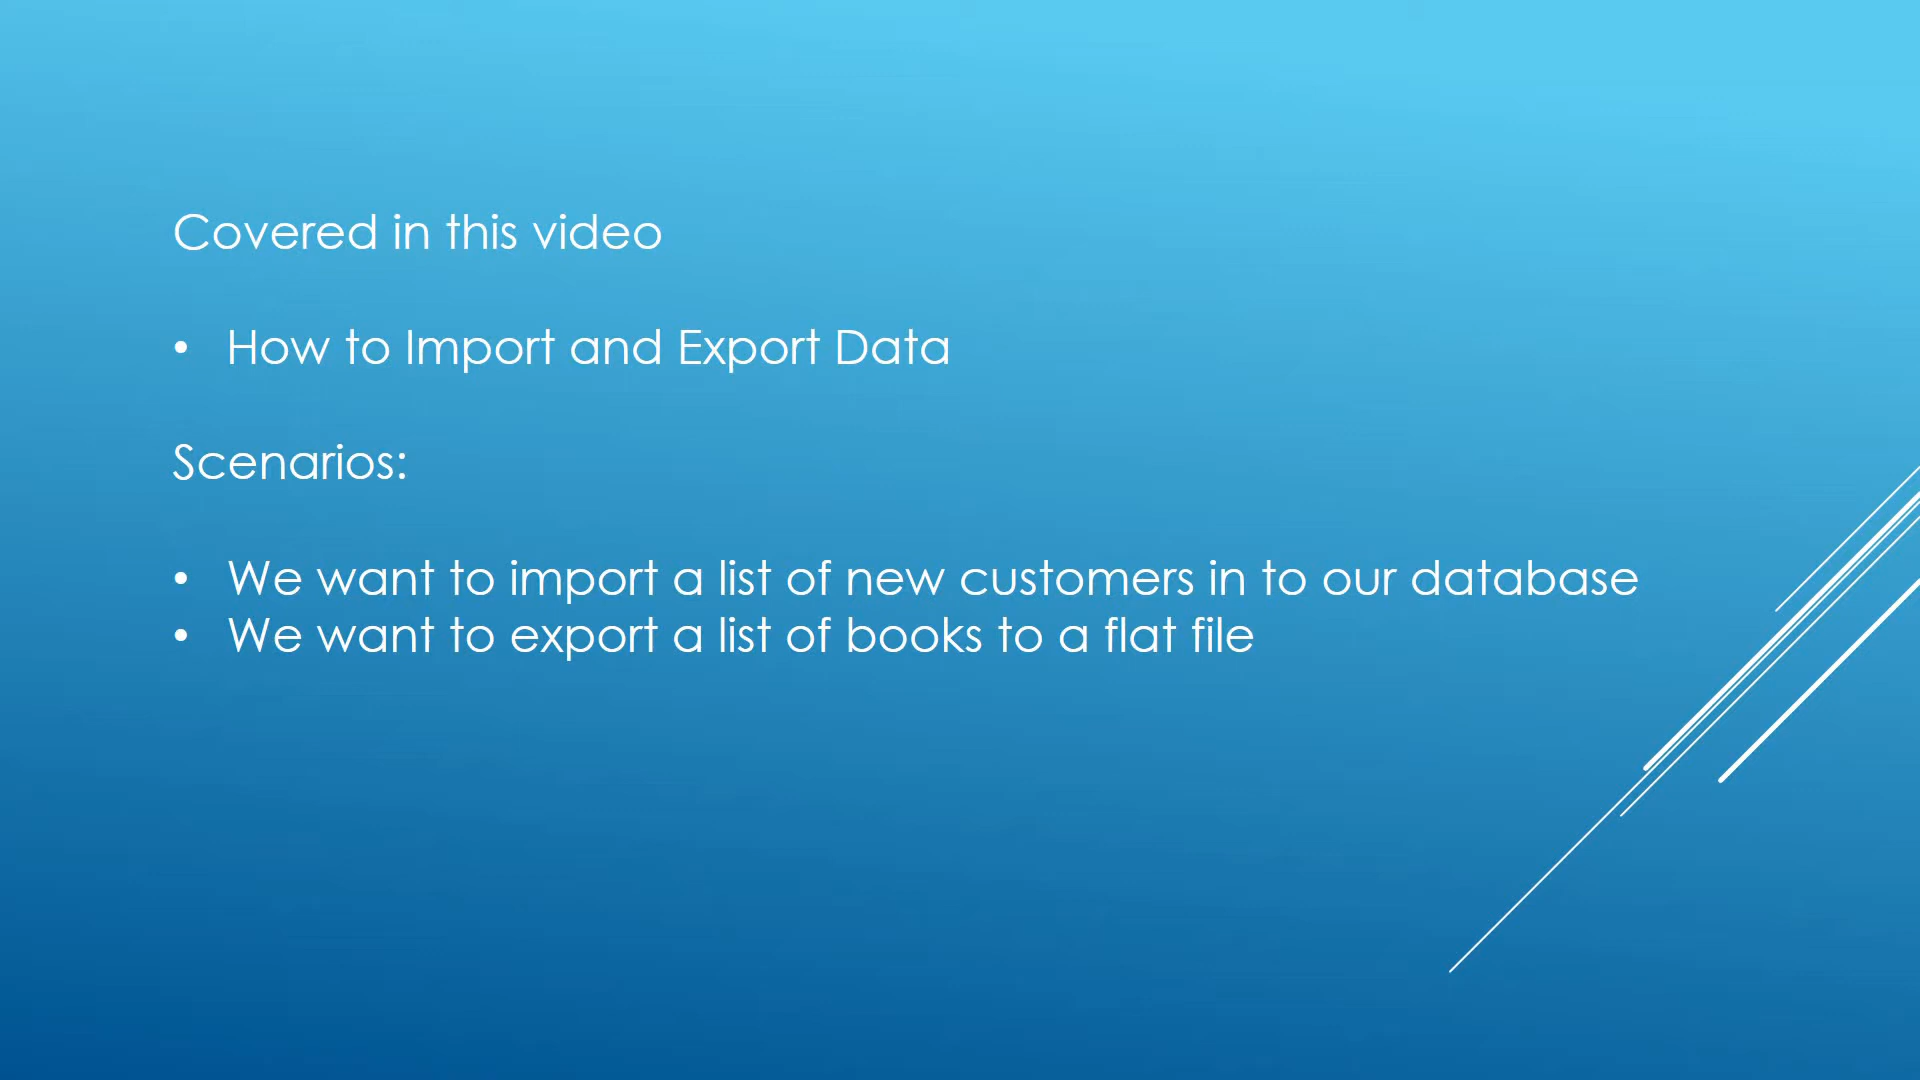 Covered in this video
• How to Import and Export Data
Scenarios:
• We want to import a list of new customers in to our database
• We want to export a list of books to a flat file